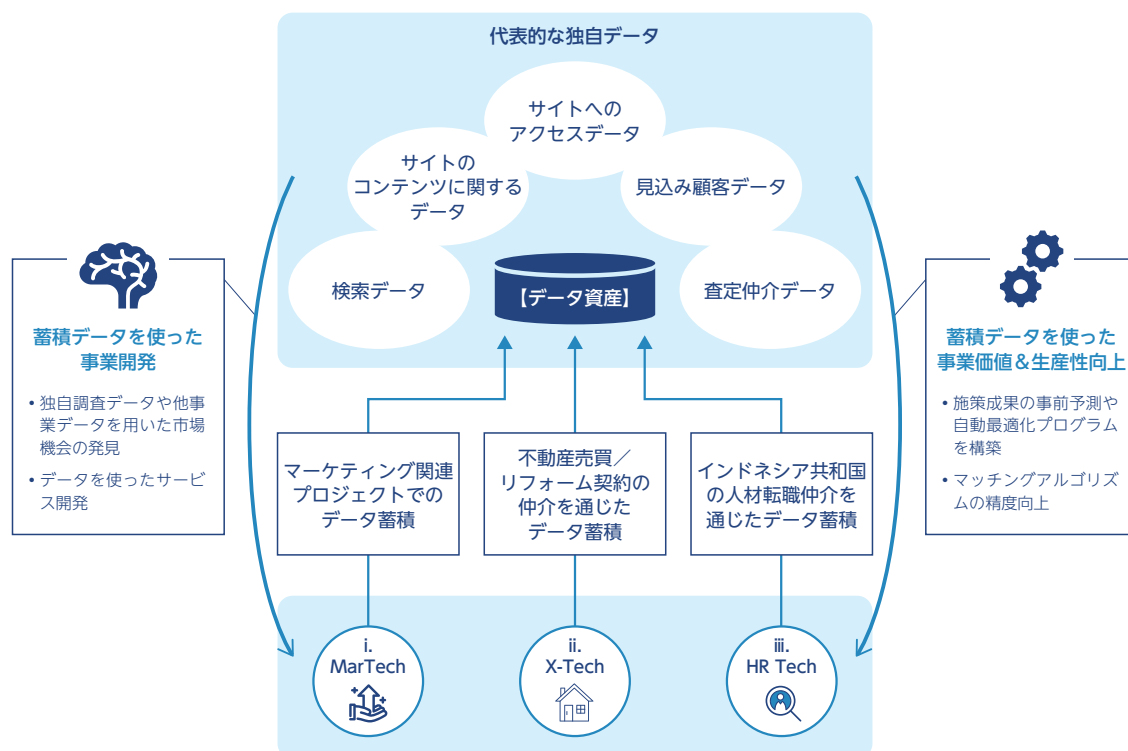 代表的な独自データ
サイトへの
アクセスデータ
サイトの
コンテンツに関する
データ
見込み顧客データ
検索データ
【データ資産】
査定仲介データ
蓄積データを使った
事業開発
• 独自調査データや他事
業データを用いた市場
機会の発見
• データを使ったサービ
ス開発
蓄積データを使った
事業価値＆生産性向上
• 施策成果の事前予測や
自動最適化プログラム
を構築
• マッチングアルゴリズ
ムの精度向上
マーケティング関連
プロジェクトでの
データ蓄積
不動産売買／
リフォーム契約の
仲介を通じた
データ蓄積
インドネシア共和国
の人材転職仲介を
通じたデータ蓄積
i.
MarTech
ii.
X-Tech
iii.
HR Tech